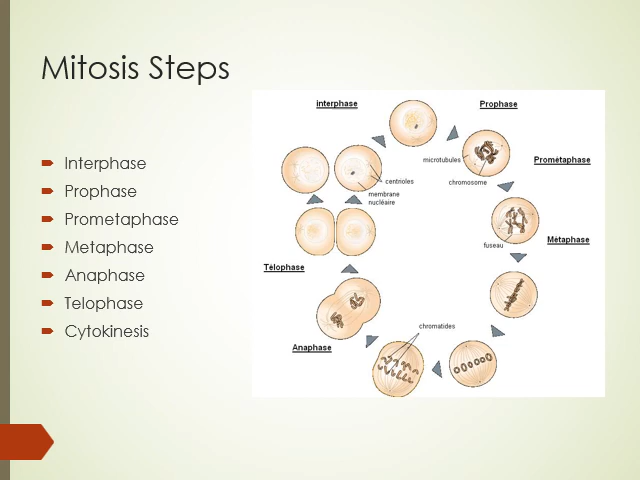 Mitosis Steps
Interphase
Prophase
Prometaphase
Metaphase
Anaphase
Telophase
Cytokinesis
interphase
Prophase
microtubules
Prométaphase
chromosome
centrioles
membrane
nucléaire
fuseau
Métaphase
Télophase
chromatides
Anaphase